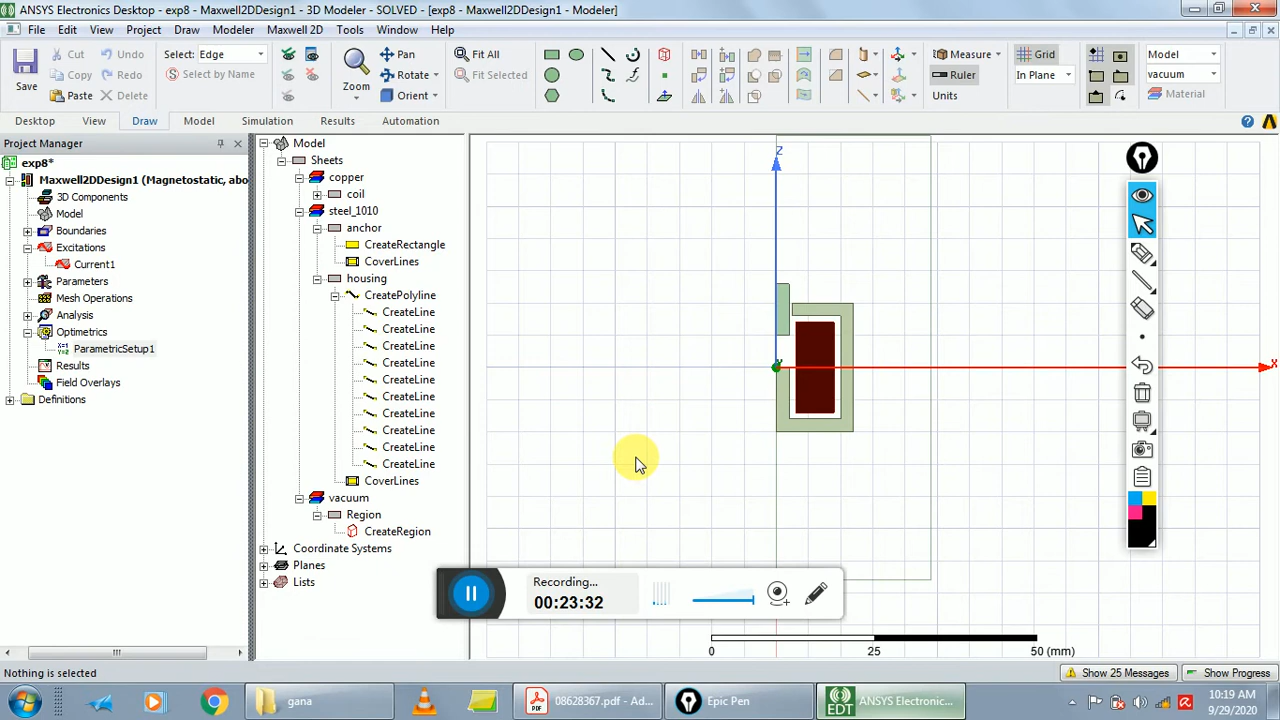 ANSYS Electronics Desktop - exp8 - Maxwell2DDesign1 - 3D Modeler - SOLVED - [exp8 - Maxwell2DDesign1 - Modeler]
File Edit View Project Draw Modeler Maxwell 2D Tools Window Help
Save Cut Copy Paste Undo Redo Delete Select: Edge Select by Name Zoom Pan Rotate Orient Fit All Fit Selected Measure Ruler Units Grid In Plane Model vacuum Material
Desktop View Draw Model Simulation Results Automation
Project Manager
exp8*
Maxwell2DDesign1 (Magnetostatic, abo
3D Components
Model
Boundaries
Excitations
Current1
Parameters
Mesh Operations
Analysis
Optimetrics
ParametricSetup1
Results
Field Overlays
Definitions
Model
Sheets
copper
coil
steel_1010
anchor
CreateRectangle
CoverLines
housing
CreatePolyline
CreateLine
CreateLine
CreateLine
CreateLine
CreateLine
CreateLine
CreateLine
CreateLine
CreateLine
CreateLine
CoverLines
vacuum
Region
CreateRegion
Coordinate Systems
Planes
Lists
Z
Y
X
Recording...
00:23:32
0 25 50 (mm)
Nothing is selected
Show 25 Messages Show Progress
gana
08628367.pdf - Ad...
Epic Pen
EDT ANSYS Electronic...
10:19 AM
9/29/2020